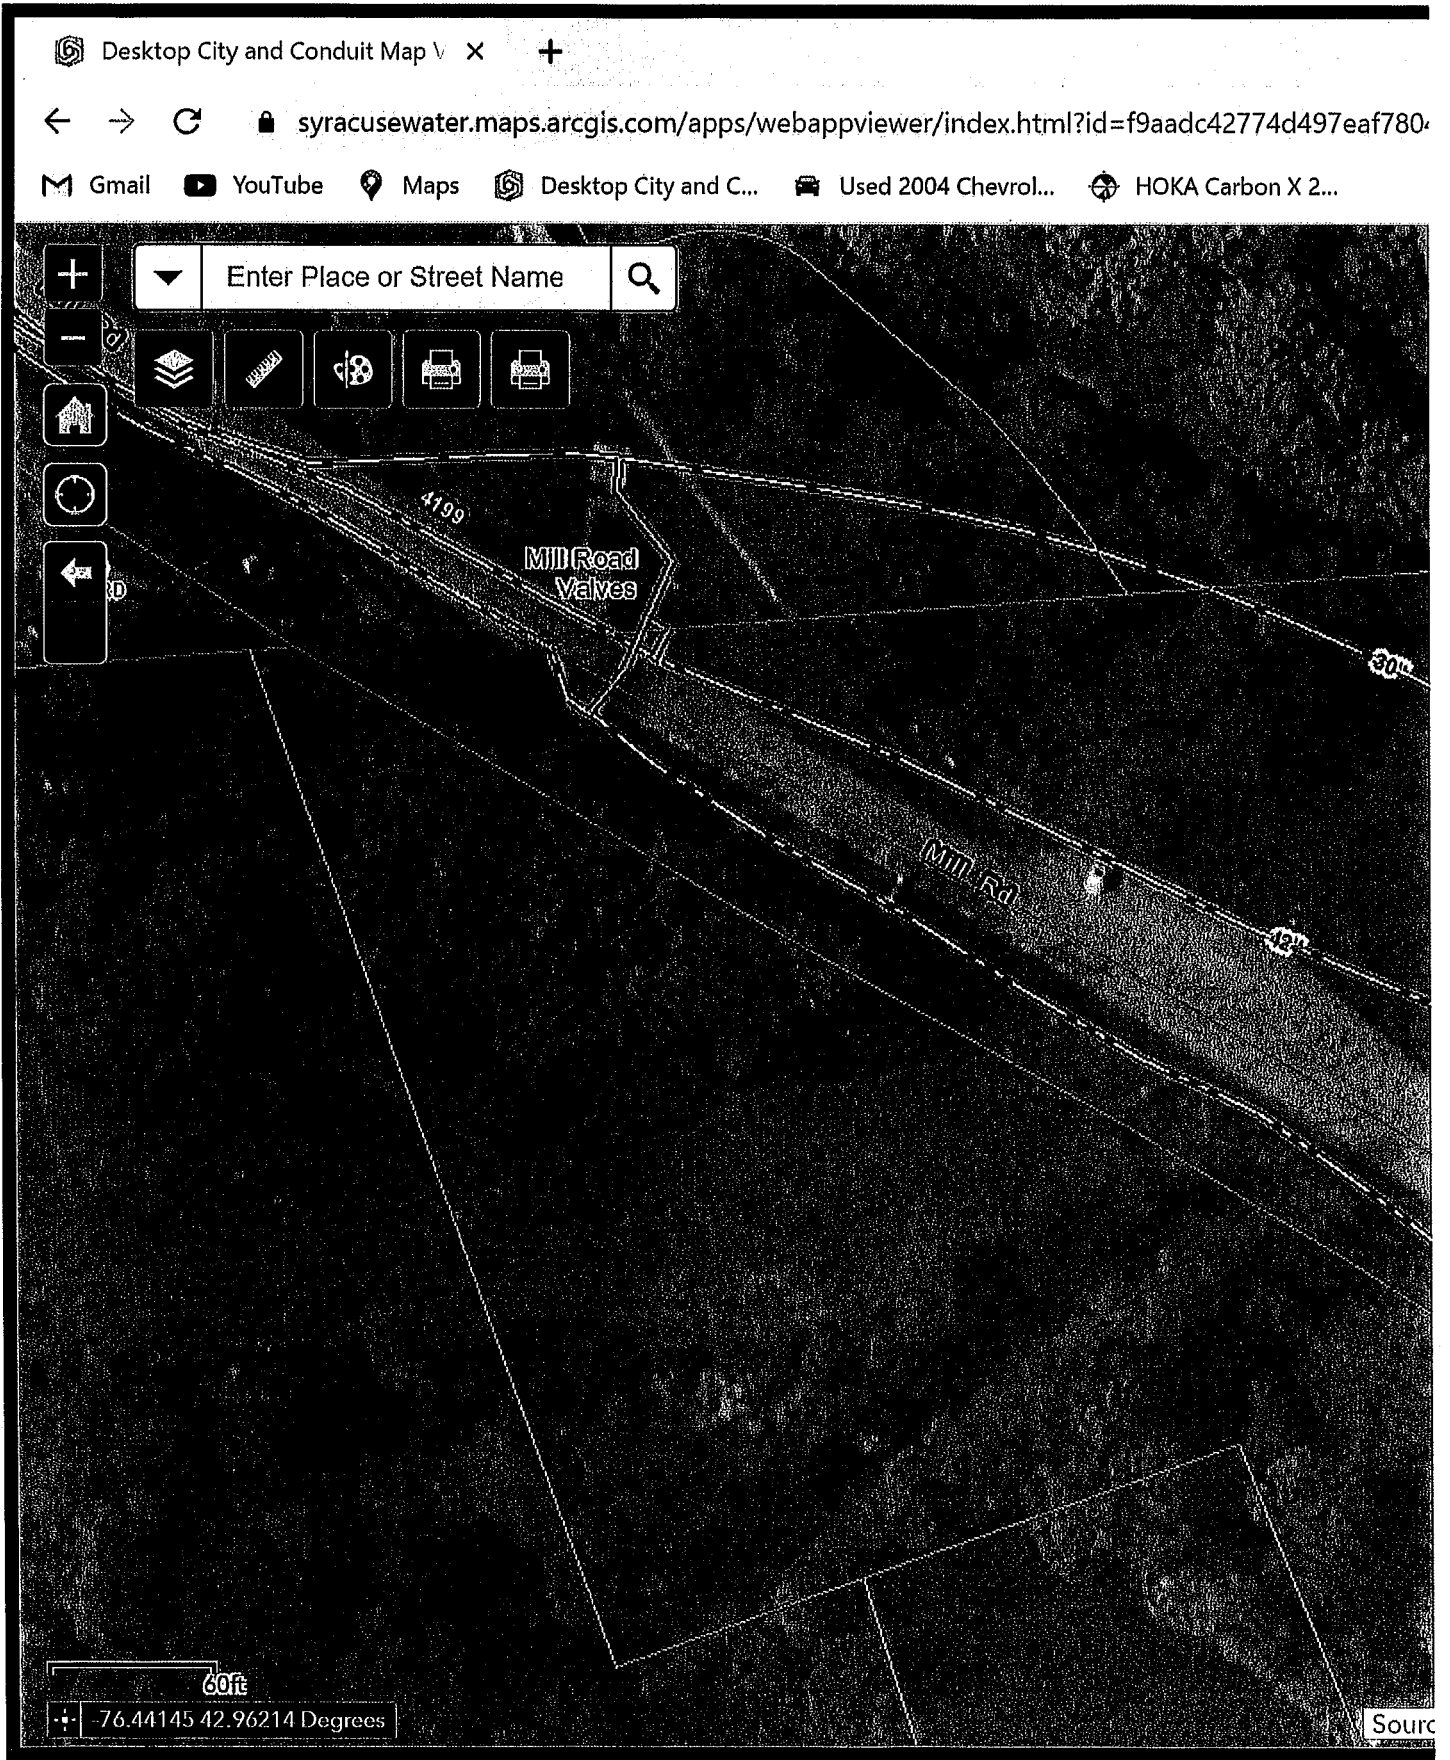 Desktop City and Conduit Map
syracusewater.maps.arcgis.com/apps/webappviewer/index.html?id=f9aadc42774d497eaf780
Gmail YouTube Maps Desktop City and C... Used 2004 Chevrol... HOKA Carbon X 2...
Enter Place or Street Name
4199
Mill Road
Valves
30"
Mill Rd
42"
60ft
-76.44145 42.96214 Degrees
Sourc